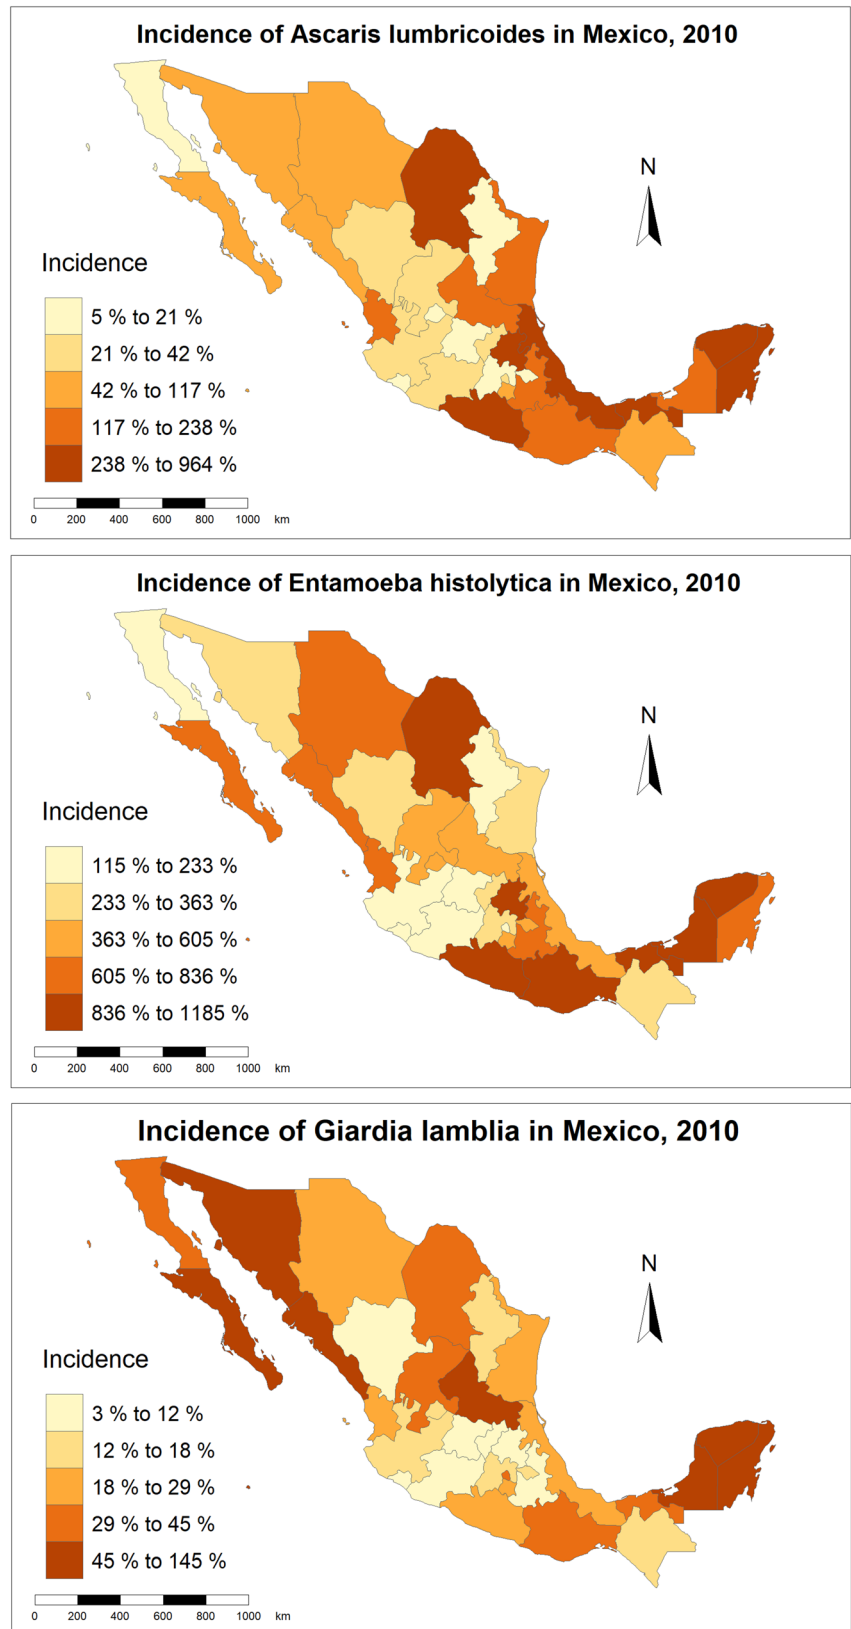 Incidence of Ascaris lumbricoides in Mexico, 2010
N
Incidence
5 % to 21 %
21 % to 42 %
42 % to 117 %
117 % to 238 %
238 % to 964 %
0 200 400 600 800 1000 km
Incidence of Entamoeba histolytica in Mexico, 2010
N
Incidence
115 % to 233 %
233 % to 363 %
363 % to 605 %
605 % to 836 %
836 % to 1185 %
0 200 400 600 800 1000 km
Incidence of Giardia lamblia in Mexico, 2010
N
Incidence
3 % to 12 %
12 % to 18 %
18 % to 29 %
29 % to 45 %
45 % to 145 %
0 200 400 600 800 1000 km